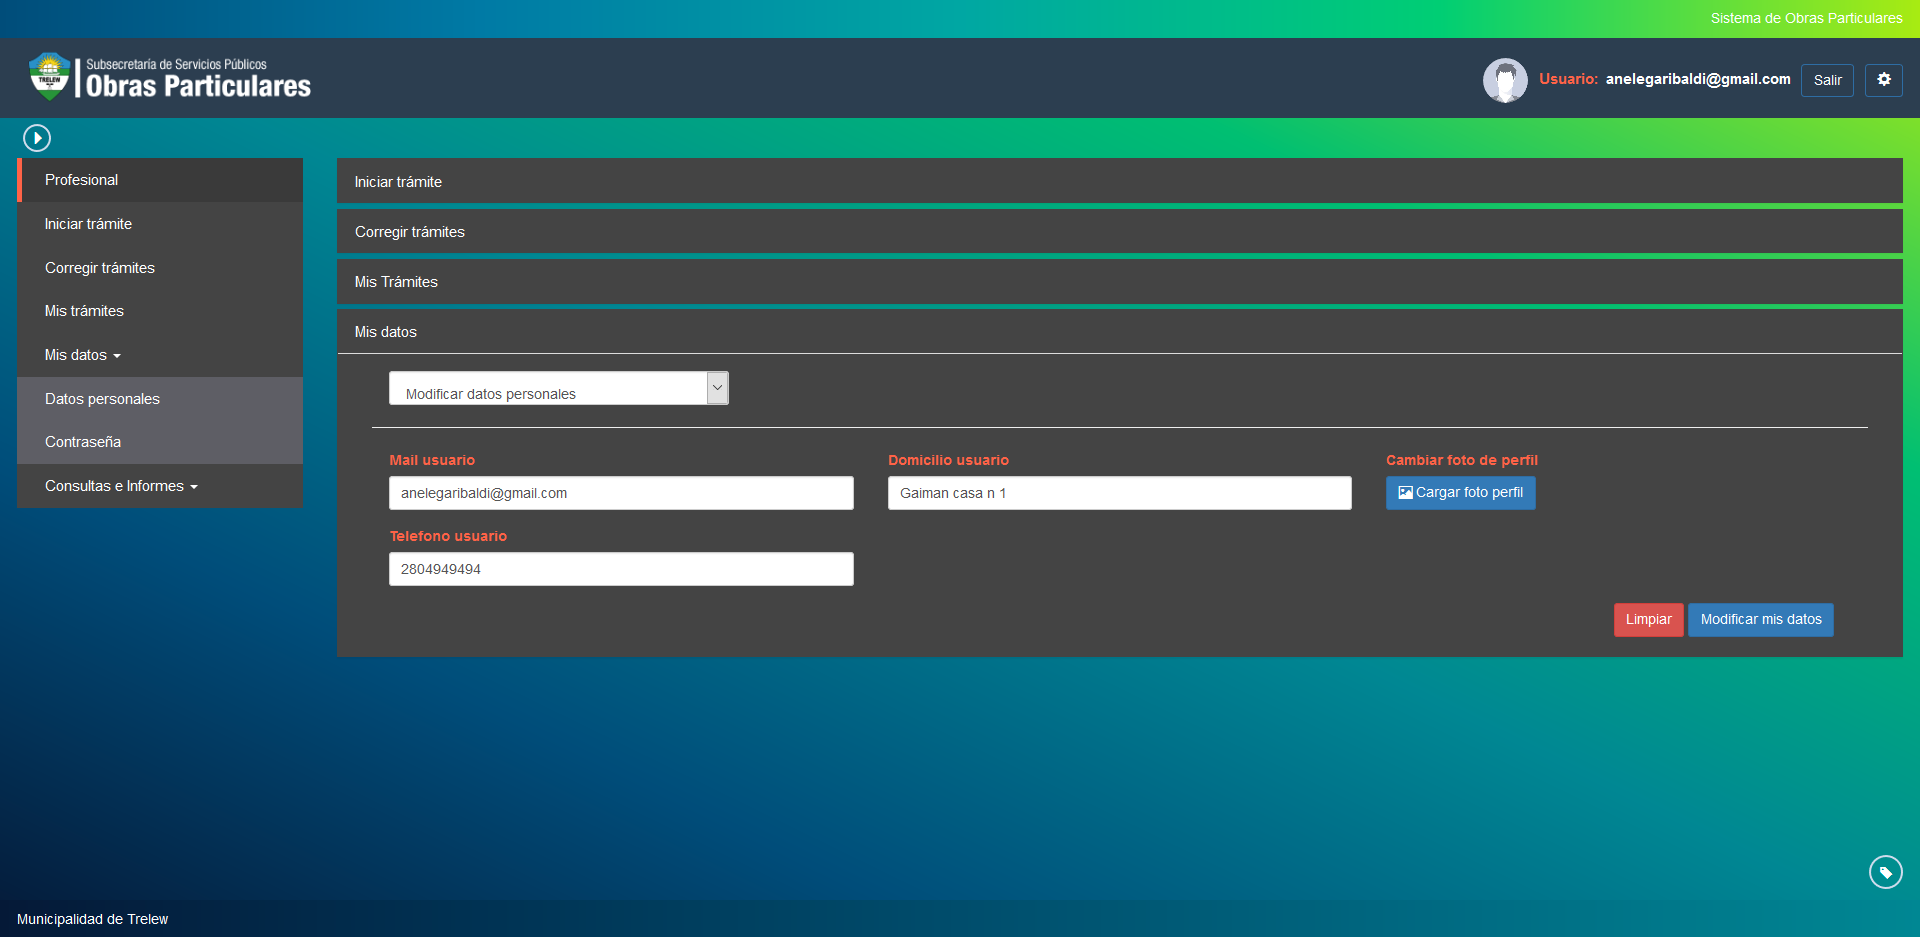 Sistema de Obras Particulares
TRELEW
Subsecretaría de Servicios Públicos
Obras Particulares
Usuario: anelegaribaldi@gmail.com
Salir
Profesional
Iniciar trámite
Corregir trámites
Mis trámites
Mis datos
Datos personales
Contraseña
Consultas e Informes
Iniciar trámite
Corregir trámites
Mis Trámites
Mis datos
Modificar datos personales
Mail usuario
anelegaribaldi@gmail.com
Domicilio usuario
Gaiman casa n 1
Cambiar foto de perfil
Cargar foto perfil
Telefono usuario
2804949494
Limpiar
Modificar mis datos
Municipalidad de Trelew